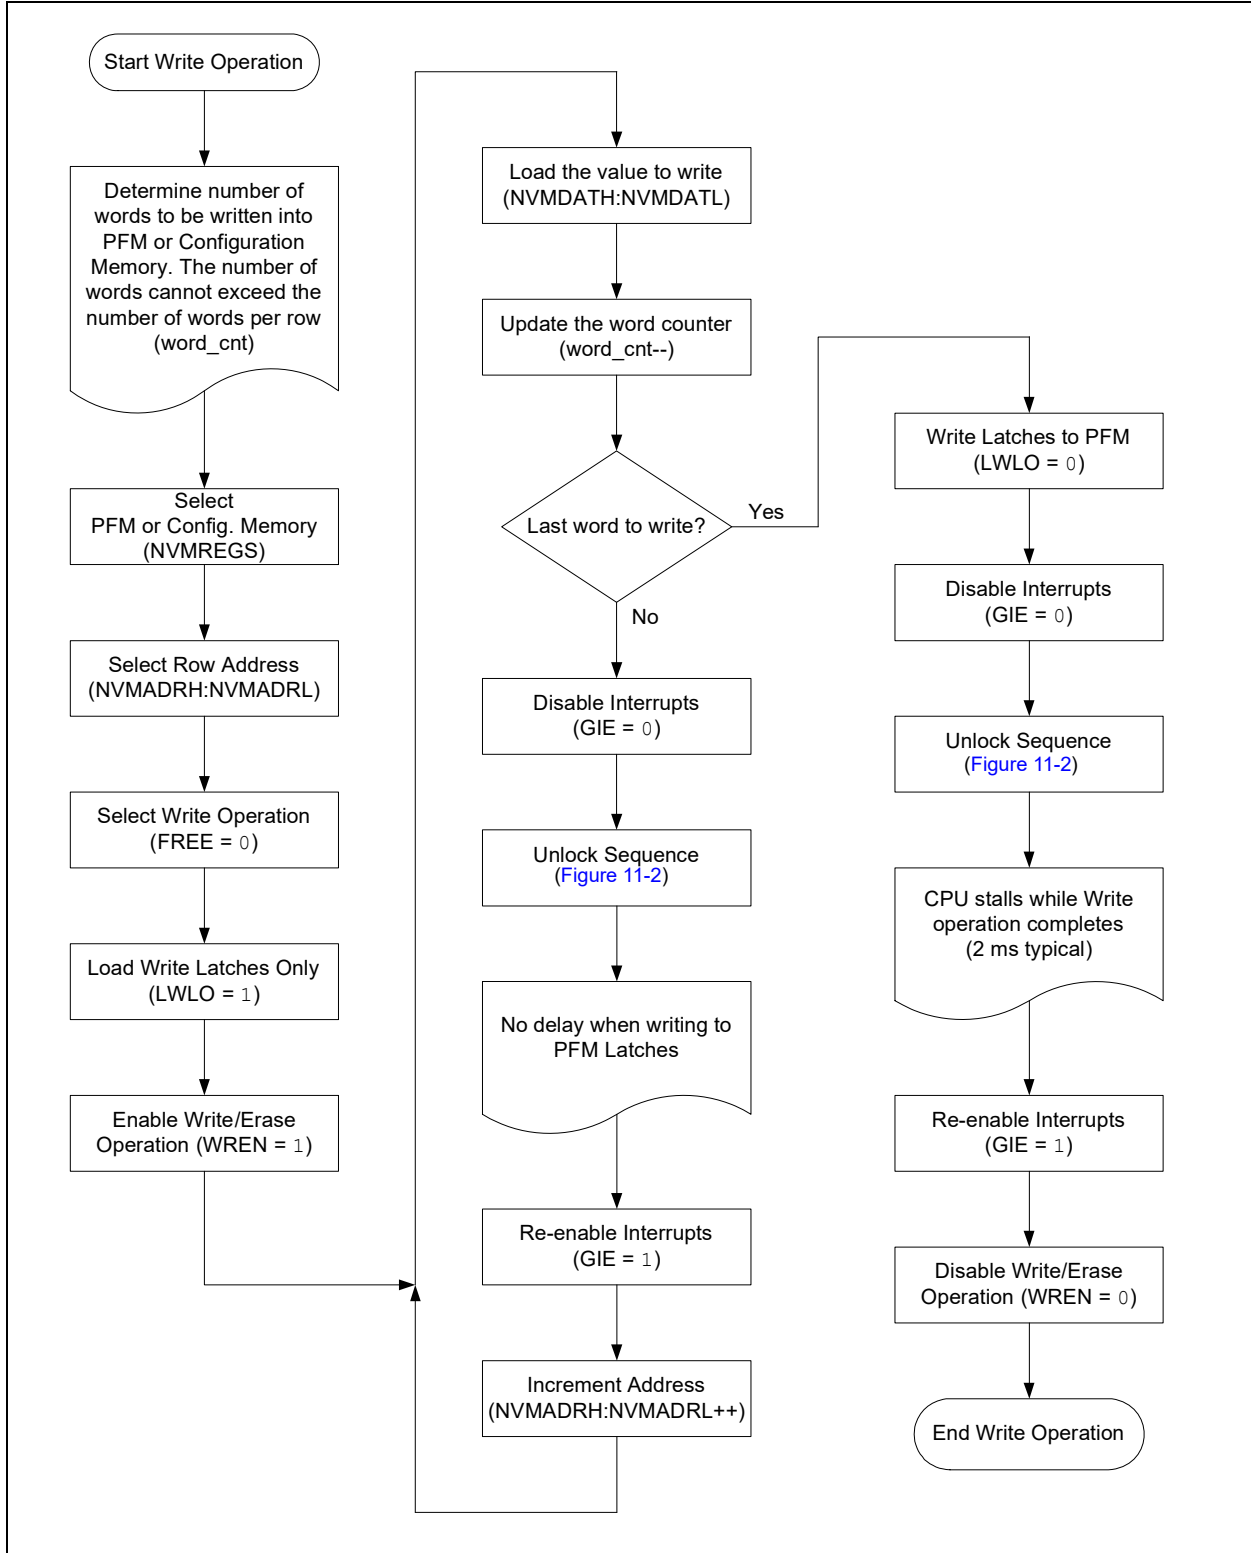 Start Write Operation
Determine number of
words to be written into
PFM or Configuration
Memory. The number of
words cannot exceed the
number of words per row
(word_cnt)
Select
PFM or Config. Memory
(NVMREGS)
Select Row Address
(NVMADRH:NVMADRL)
Select Write Operation
(FREE = 0)
Load Write Latches Only
(LWLO = 1)
Enable Write/Erase
Operation (WREN = 1)
Load the value to write
(NVMDATH:NVMDATL)
Update the word counter
(word_cnt--)
Last word to write?
Yes
No
Disable Interrupts
(GIE = 0)
Unlock Sequence
(Figure 11-2)
No delay when writing to
PFM Latches
Re-enable Interrupts
(GIE = 1)
Increment Address
(NVMADRH:NVMADRL++)
Write Latches to PFM
(LWLO = 0)
Disable Interrupts
(GIE = 0)
Unlock Sequence
(Figure 11-2)
CPU stalls while Write
operation completes
(2 ms typical)
Re-enable Interrupts
(GIE = 1)
Disable Write/Erase
Operation (WREN = 0)
End Write Operation